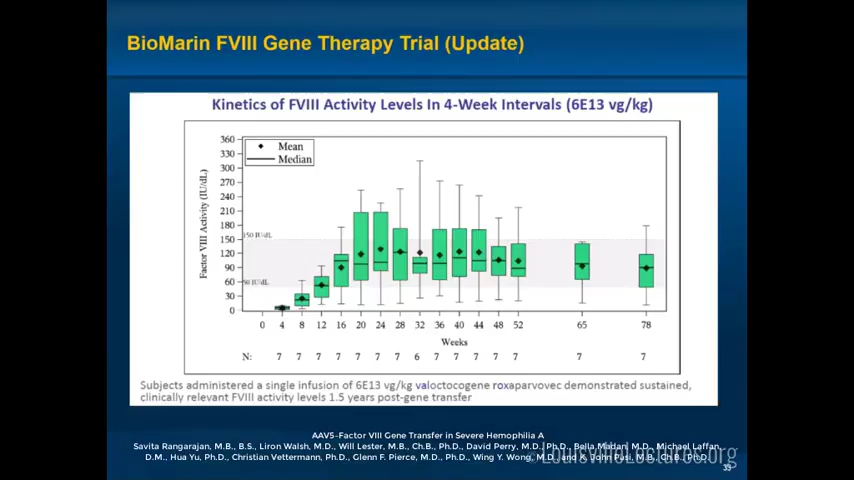 BioMarin FVIII Gene Therapy Trial (Update)
Kinetics of FVIII Activity Levels In 4-Week Intervals (6E13 vg/kg)
Mean
Median
Factor VIII Activity (IU/dL)
360
330
300
270
240
210
180
150
120
90
60
30
0
150 IU/dL
50 IU/dL
0 4 8 12 16 20 24 28 32 36 40 44 48 52 65 78
Weeks
N: 7 7 7 7 7 7 7 6 7 7 7 7 7 7 7
Subjects administered a single infusion of 6E13 vg/kg valoctocogene roxaparvovec demonstrated sustained,
clinically relevant FVIII activity levels 1.5 years post-gene transfer
AAV5-Factor VIII Gene Transfer in Severe Hemophilia A
Savita Rangarajan, M.B., B.S., Liron Walsh, M.D., Will Lester, M.B., Ch.B., Ph.D., David Perry, M.D., Ph.D., Bella Madan, M.D., Michael Laffan,
D.M., Hua Yu, Ph.D., Christian Vettermann, Ph.D., Glenn F. Pierce, M.D., Ph.D., Wing Y. Wong, M.D., and K. John Pasi, M.B., Ch.B., Ph.D.
© LouisvilleLectures.org
39